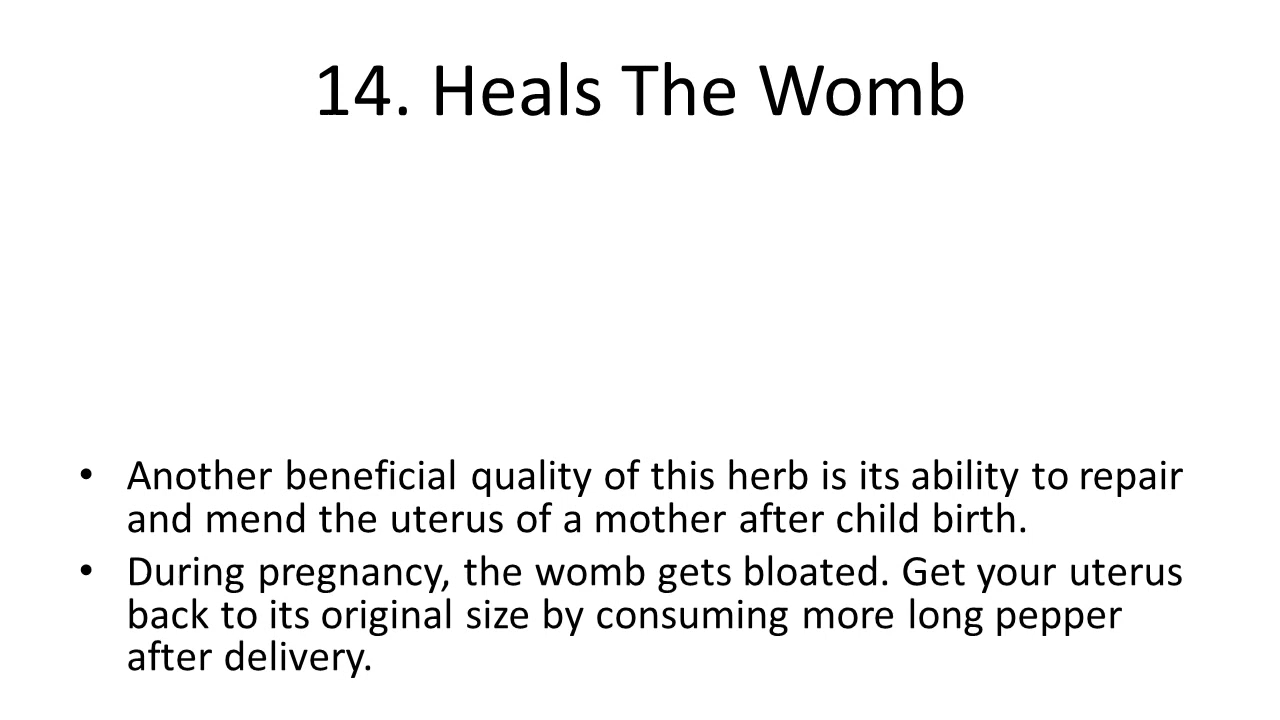 14. Heals The Womb
• Another beneficial quality of this herb is its ability to repair
and mend the uterus of a mother after child birth.
• During pregnancy, the womb gets bloated. Get your uterus
back to its original size by consuming more long pepper
after delivery.